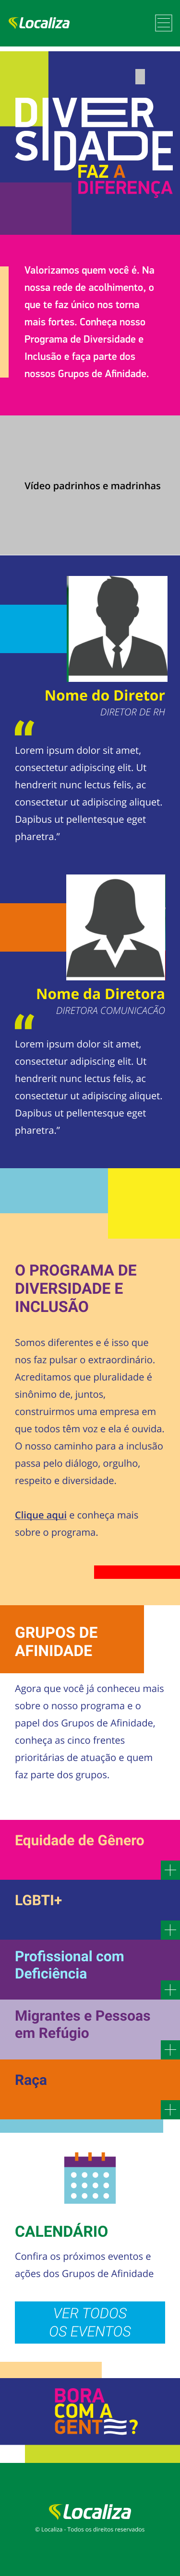 Localiza
DIVER
SIDADE
FAZ A
DIFERENÇA
Valorizamos quem você é. Na
nossa rede de acolhimento, o
que te faz único nos torna
mais fortes. Conheça nosso
Programa de Diversidade e
Inclusão e faça parte dos
nossos Grupos de Afinidade.
Vídeo padrinhos e madrinhas
Nome do Diretor
DIRETOR DE RH
“
Lorem ipsum dolor sit amet,
consectetur adipiscing elit. Ut
hendrerit nunc lectus felis, ac
consectetur ut adipiscing aliquet.
Dapibus ut pellentesque eget
pharetra.”
Nome da Diretora
DIRETORA COMUNICACÃO
“
Lorem ipsum dolor sit amet,
consectetur adipiscing elit. Ut
hendrerit nunc lectus felis, ac
consectetur ut adipiscing aliquet.
Dapibus ut pellentesque eget
pharetra.”
O PROGRAMA DE
DIVERSIDADE E
INCLUSÃO
Somos diferentes e é isso que
nos faz pulsar o extraordinário.
Acreditamos que pluralidade é
sinônimo de, juntos,
construirmos uma empresa em
que todos têm voz e ela é ouvida.
O nosso caminho para a inclusão
passa pelo diálogo, orgulho,
respeito e diversidade.
Clique aqui e conheça mais
sobre o programa.
GRUPOS DE
AFINIDADE
Agora que você já conheceu mais
sobre o nosso programa e o
papel dos Grupos de Afinidade,
conheça as cinco frentes
prioritárias de atuação e quem
faz parte dos grupos.
Equidade de Gênero
LGBTI+
Profissional com
Deficiência
Migrantes e Pessoas
em Refúgio
Raça
CALENDÁRIO
Confira os próximos eventos e
ações dos Grupos de Afinidade
VER TODOS
OS EVENTOS
BORA
COM A
GENTE?
Localiza
© Localiza - Todos os direitos reservados